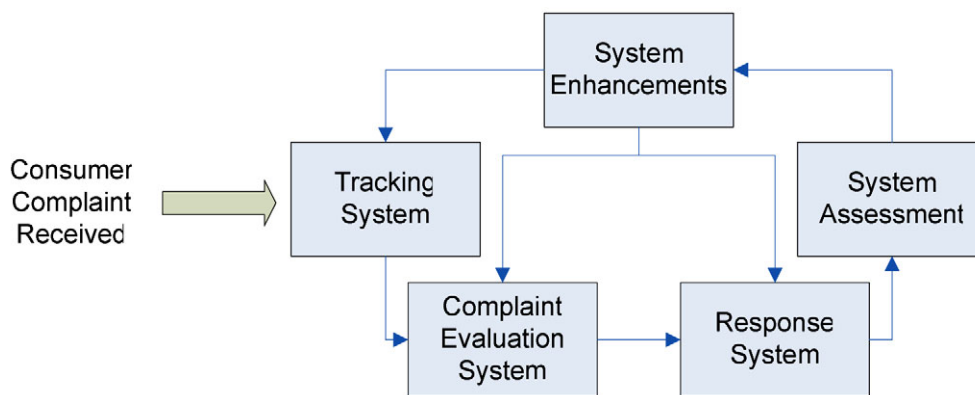 System
Enhancements
Consumer
Complaint
Received
Tracking
System
System
Assessment
Complaint
Evaluation
System
Response
System